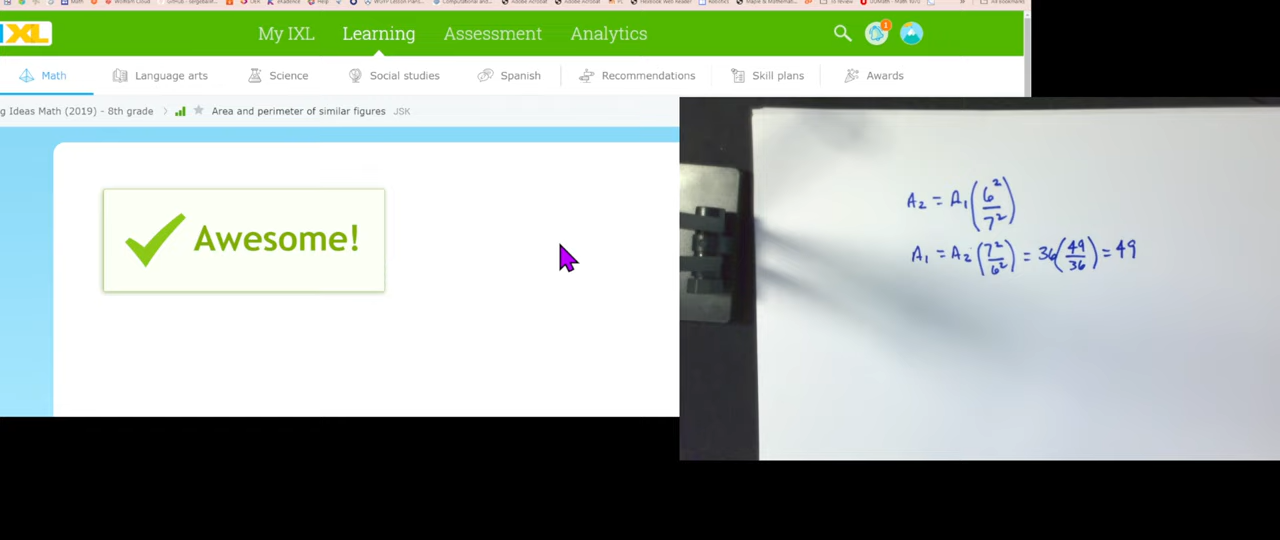 IXL
My IXL Learning Assessment Analytics
1
Math Language arts Science Social studies Spanish Recommendations Skill plans Awards
g Ideas Math (2019) - 8th grade Area and perimeter of similar figures JSK
Awesome!
A₂ = A₁(6²/7²)
A₁ = A₂(7²/6²) = 36(49/36) = 49